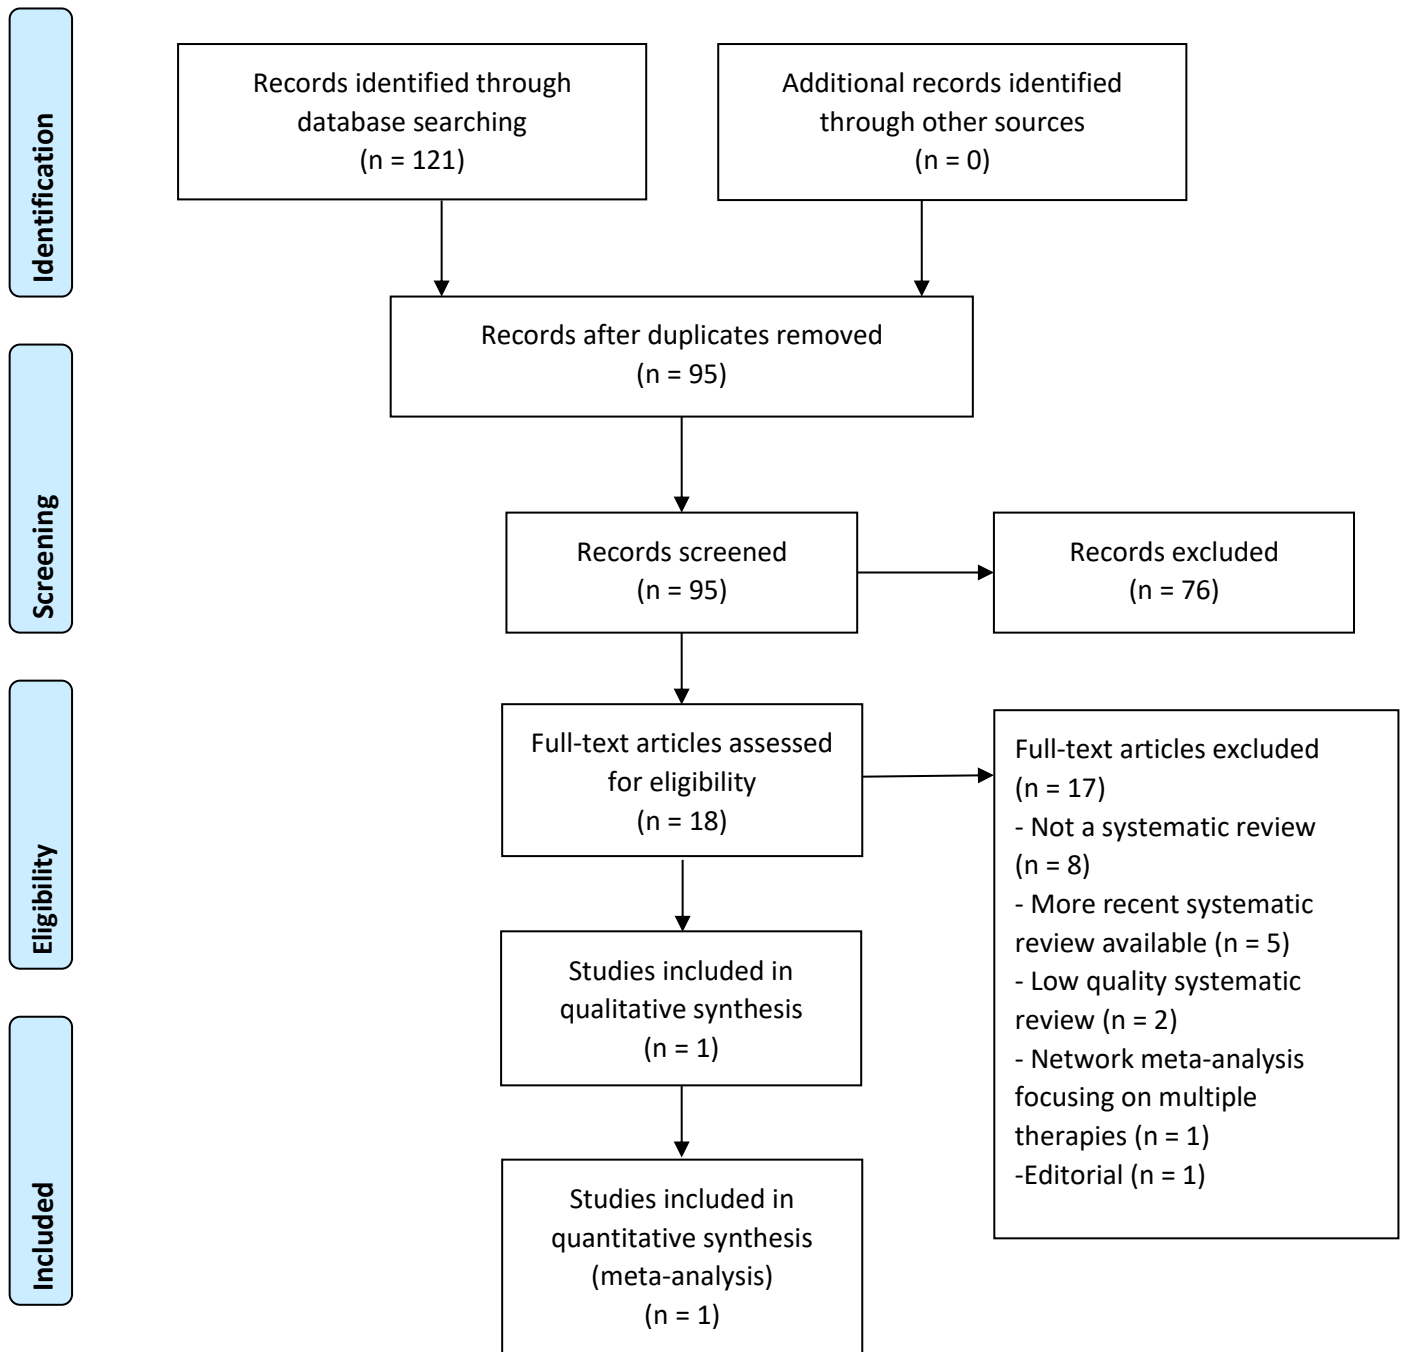 Identification
Records identified through
database searching
(n = 121)
Additional records identified
through other sources
(n = 0)
Records after duplicates removed
(n = 95)
Screening
Records screened
(n = 95)
Records excluded
(n = 76)
Eligibility
Full-text articles assessed
for eligibility
(n = 18)
Full-text articles excluded
(n = 17)
- Not a systematic review
(n = 8)
- More recent systematic
review available (n = 5)
- Low quality systematic
review (n = 2)
- Network meta-analysis
focusing on multiple
therapies (n = 1)
-Editorial (n = 1)
Studies included in
qualitative synthesis
(n = 1)
Included
Studies included in
quantitative synthesis
(meta-analysis)
(n = 1)